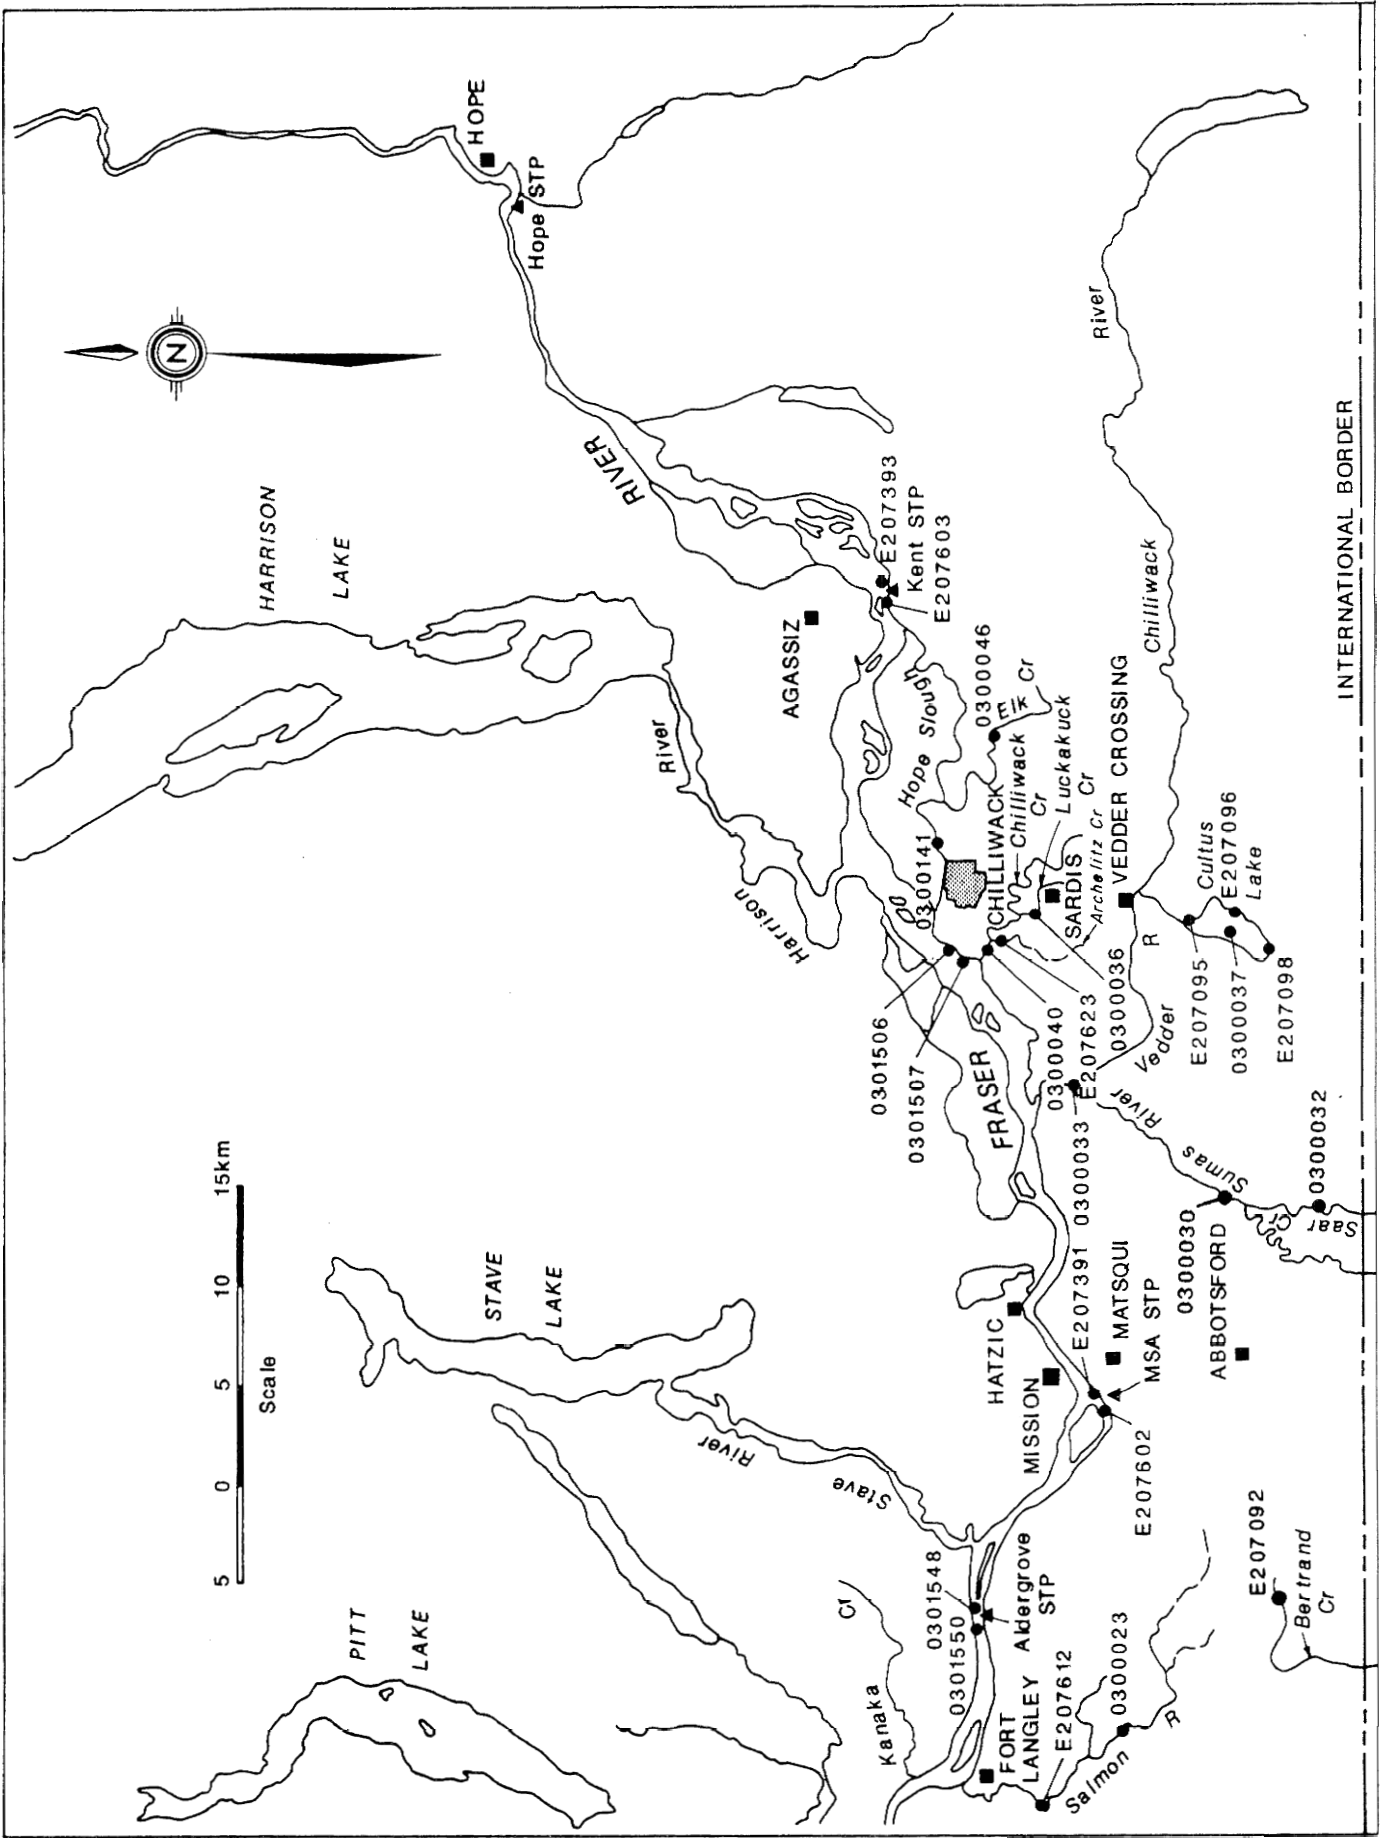 HOPE
Hope STP
N
HARRISON
LAKE
RIVER
E207393
Kent STP
E207603
AGASSIZ
River
Harrison
Hope Slough
0300046
Elk Cr
Chilliwack
Cr
Luckakuck
Cr
0300141
CHILLIWACK
SARDIS
Archelitz Cr
VEDDER CROSSING
Chilliwack
River
INTERNATIONAL BORDER
Cultus
E207096
Lake
E207095
0300037
E207098
0301506
0301507
0300040
E207623
0300036
R
Vedder
FRASER
0300033
River
Sumas
0300032
0300030
Saar
Cr
ABBOTSFORD
5 0 5 10 15km
Scale
STAVE
LAKE
River
Stave
HATZIC
MISSION
E207391
MATSQUI
MSA STP
E207602
PITT
LAKE
Kanaka
Cr
0301548
0301550
Aldergrove
STP
FORT
LANGLEY
E207612
0300023
Salmon
R
E207092
Bertrand
Cr